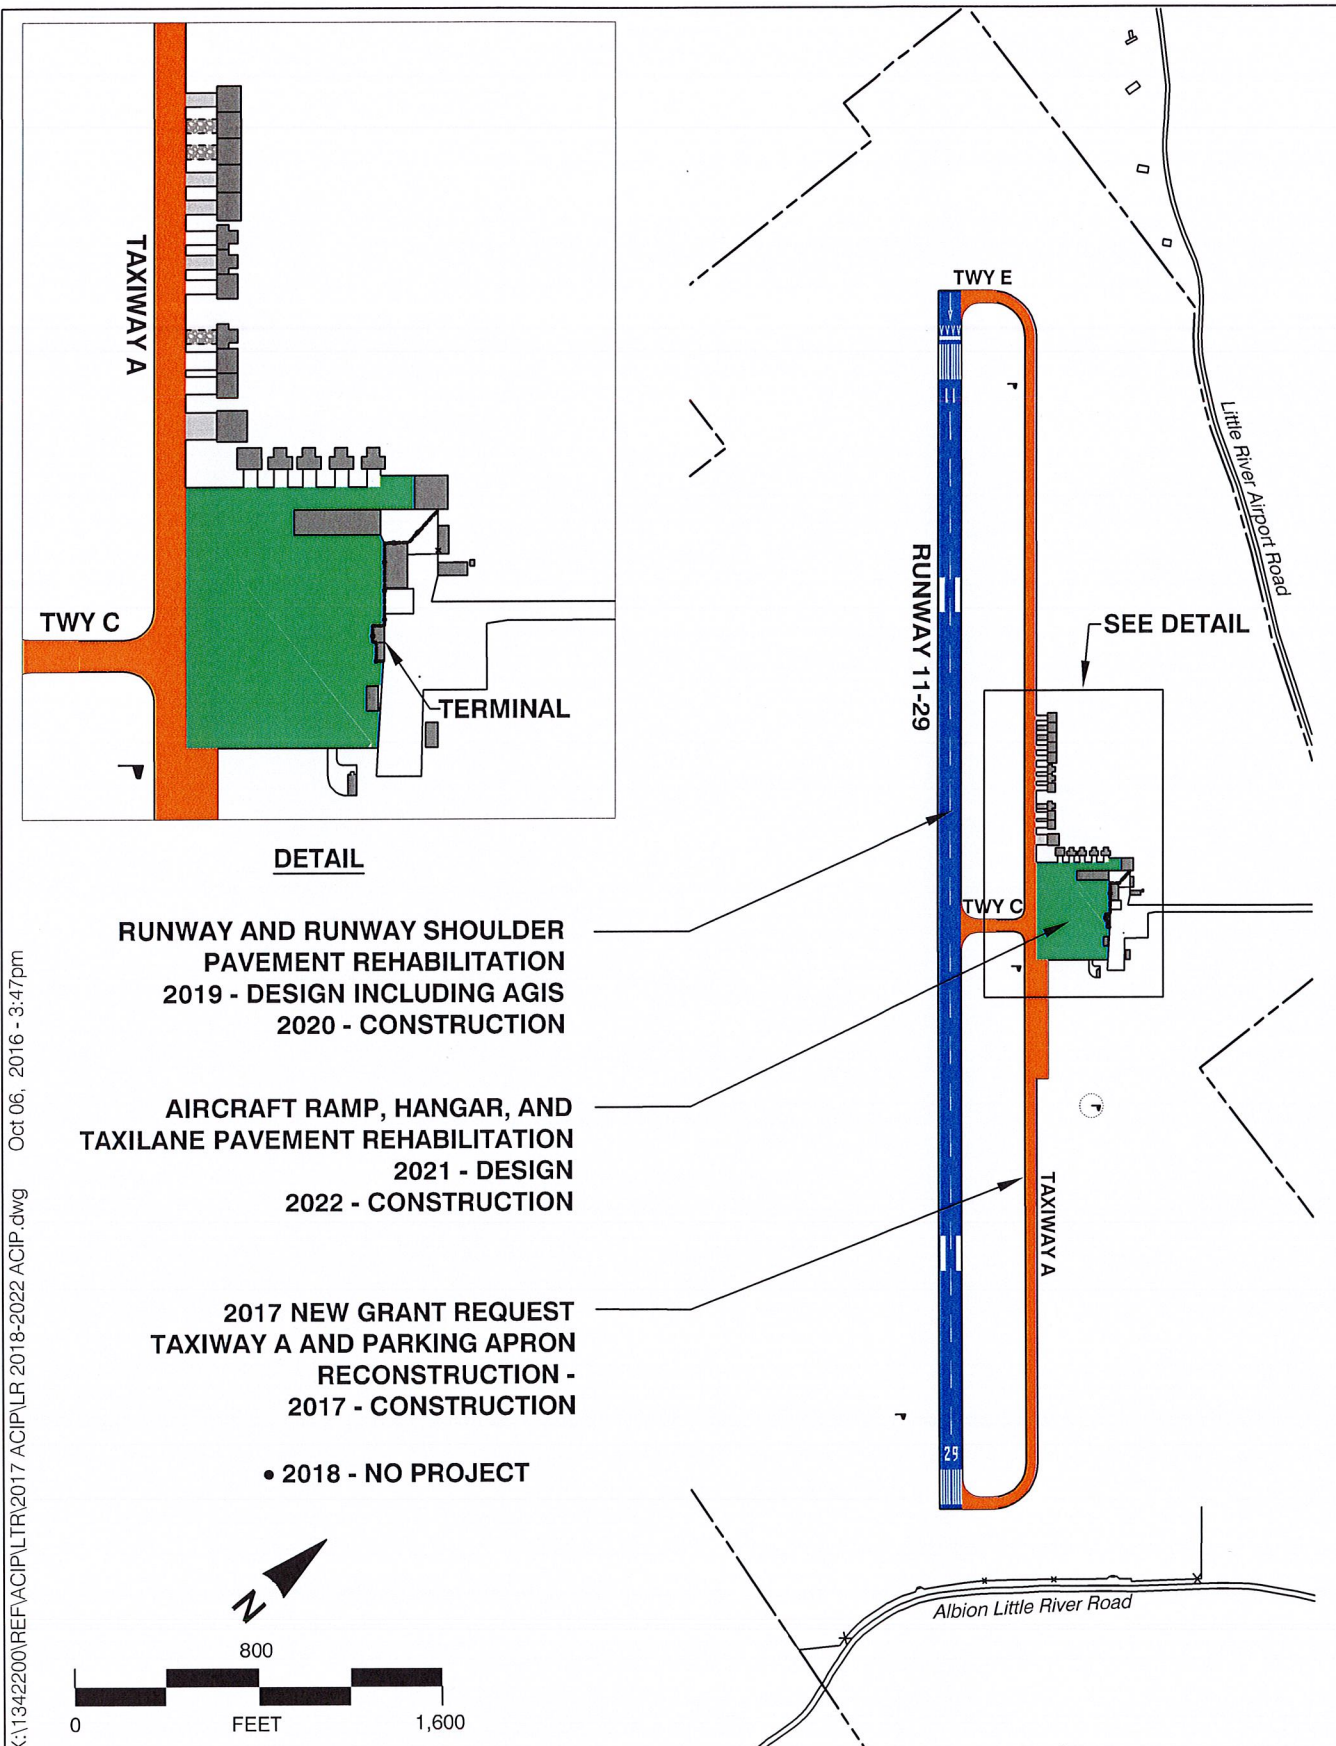 TAXIWAY A
TWY C
TERMINAL
DETAIL
RUNWAY AND RUNWAY SHOULDER
PAVEMENT REHABILITATION
2019 - DESIGN INCLUDING AGIS
2020 - CONSTRUCTION
AIRCRAFT RAMP, HANGAR, AND
TAXILANE PAVEMENT REHABILITATION
2021 - DESIGN
2022 - CONSTRUCTION
2017 NEW GRANT REQUEST
TAXIWAY A AND PARKING APRON
RECONSTRUCTION -
2017 - CONSTRUCTION
• 2018 - NO PROJECT
N
800
0 FEET 1,600
TWY E
11
RUNWAY 11-29
Little River Airport Road
SEE DETAIL
TWY C
TAXIWAY A
29
Albion Little River Road
K:\1342200\REF\ACIP\LTR\2017 ACIP\LR 2018-2022 ACIP.dwg Oct 06, 2016 - 3:47pm